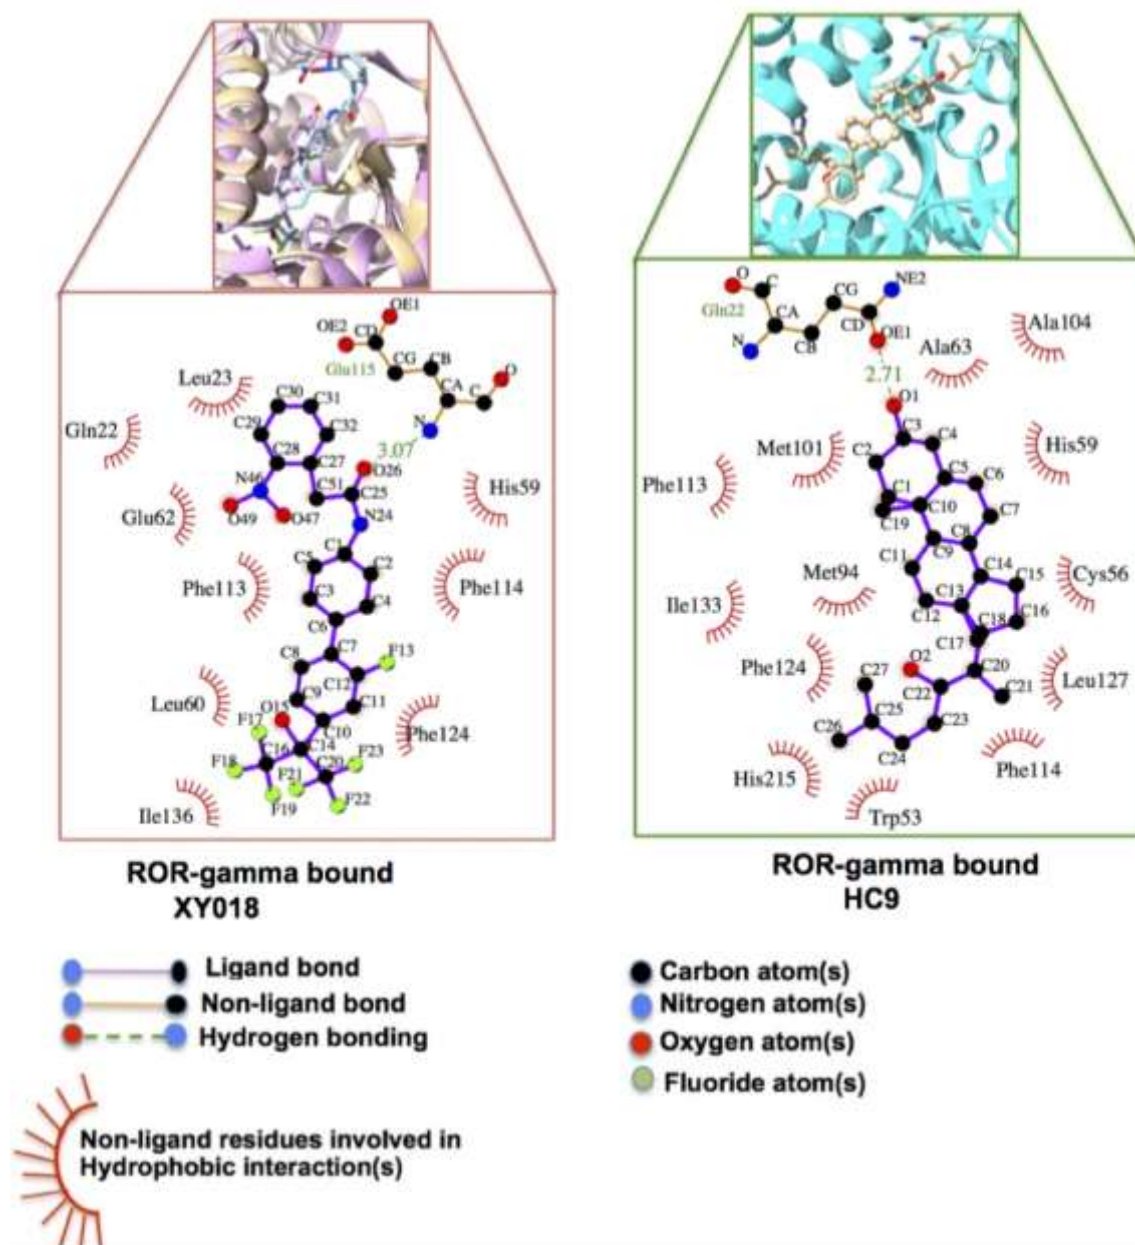 OE1
OE2
CD
CG
CB
Glu115
CA
C
O
N
3.07
Leu23
Gln22
C30
C31
C29
C32
C28
C27
N46
O26
C51
C25
O49
O47
N24
Glu62
His59
C1
C5
C2
Phe113
Phe114
C3
C4
C6
C7
C8
F13
C12
C9
C11
Leu60
O15
C10
F17
C14
Phe124
C16
F23
F18
C20
F21
F19
F22
Ile136
ROR-gamma bound
XY018
O
C
CG
NE2
Gln22
CA
CD
OE1
N
CB
Ala104
Ala63
2.71
O1
C3
C4
Met101
C2
His59
Phe113
C5
C6
C1
C10
C7
C19
C8
C9
C11
C14
Met94
C15
Cys56
C13
Ile133
C12
C18
C16
C17
Phe124
O2
C27
C20
Leu127
C22
C21
C25
C23
C26
C24
Phe114
His215
Trp53
ROR-gamma bound
HC9
Ligand bond
Non-ligand bond
Hydrogen bonding
Carbon atom(s)
Nitrogen atom(s)
Oxygen atom(s)
Fluoride atom(s)
Non-ligand residues involved in
Hydrophobic interaction(s)